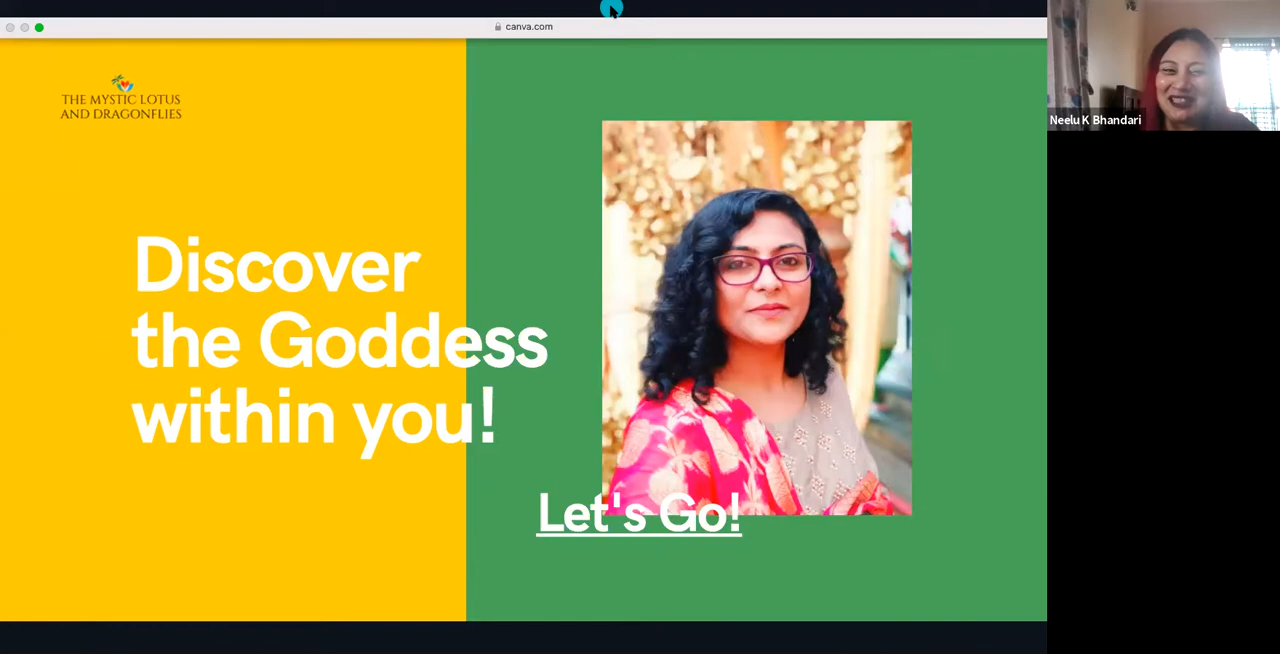 canva.com
THE MYSTIC LOTUS
AND DRAGONFLIES
Discover
the Goddess
within you!
Let's Go!
Neelu K Bhandari